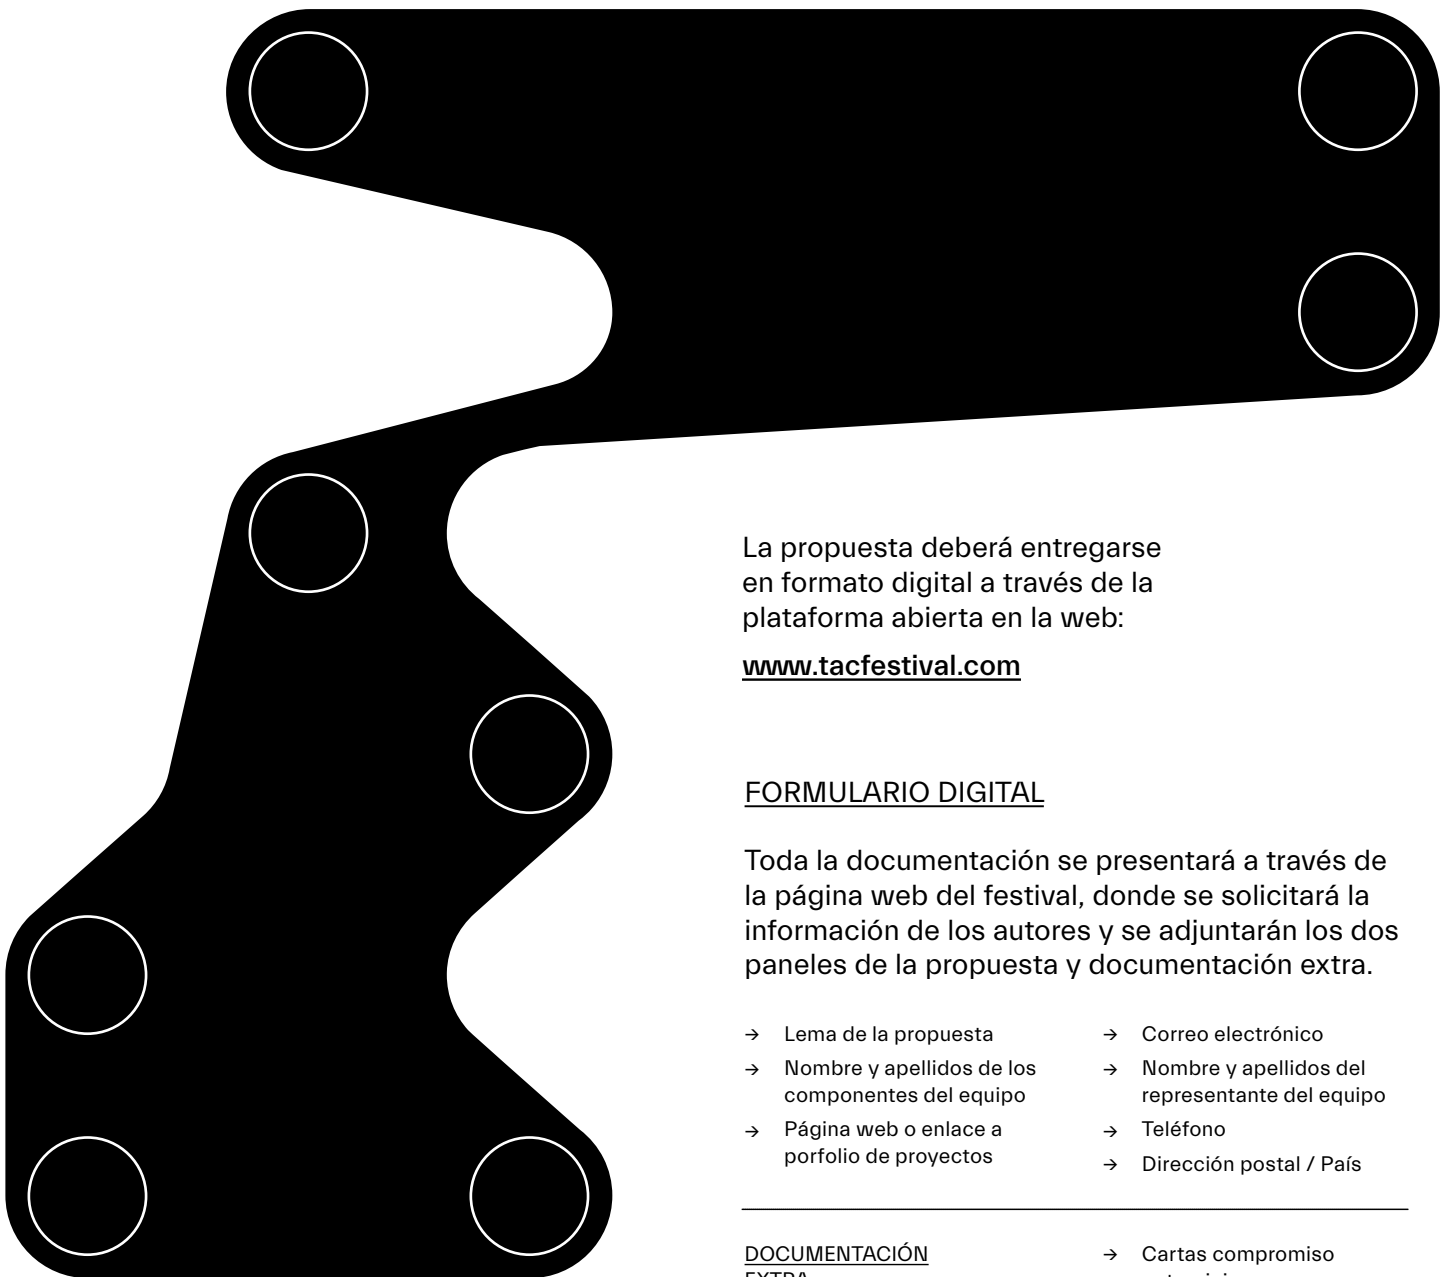 La propuesta deberá entregarse
en formato digital a través de la
plataforma abierta en la web:
www.tacfestival.com
FORMULARIO DIGITAL
Toda la documentación se presentará a través de
la página web del festival, donde se solicitará la
información de los autores y se adjuntarán los dos
paneles de la propuesta y documentación extra.
→ Lema de la propuesta
→ Nombre y apellidos de los
componentes del equipo
→ Página web o enlace a
porfolio de proyectos
→ Correo electrónico
→ Nombre y apellidos del
representante del equipo
→ Teléfono
→ Dirección postal / País
DOCUMENTACIÓN
EXTRA
→ Cartas compromiso